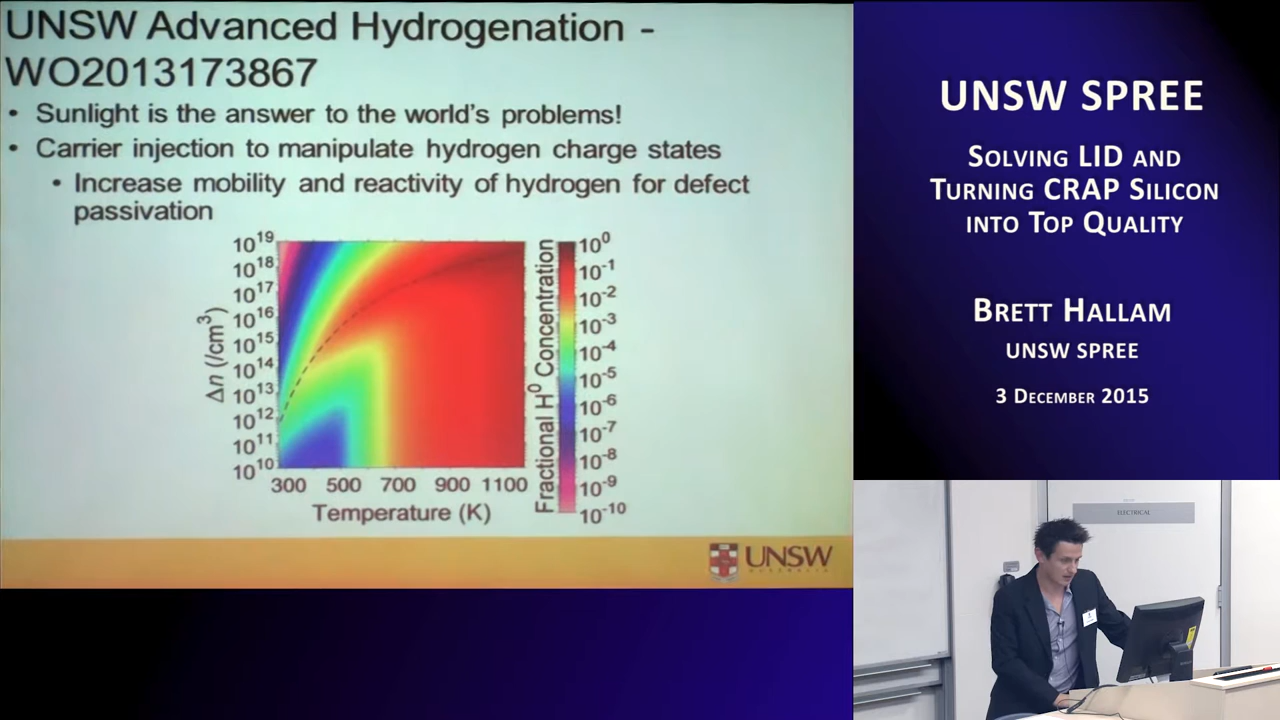 UNSW Advanced Hydrogenation -
WO2013173867
• Sunlight is the answer to the world's problems!
• Carrier injection to manipulate hydrogen charge states
• Increase mobility and reactivity of hydrogen for defect
passivation
Δn (/cm³)
10¹⁹
10¹⁸
10¹⁷
10¹⁶
10¹⁵
10¹⁴
10¹³
10¹²
10¹¹
10¹⁰
300 500 700 900 1100
Temperature (K)
Fractional H⁰ Concentration
10⁰
10⁻¹
10⁻²
10⁻³
10⁻⁴
10⁻⁵
10⁻⁶
10⁻⁷
10⁻⁸
10⁻⁹
10⁻¹⁰
UNSW
AUSTRALIA
UNSW SPREE
SOLVING LID AND
TURNING CRAP SILICON
INTO TOP QUALITY
BRETT HALLAM
UNSW SPREE
3 DECEMBER 2015
ELECTRICAL